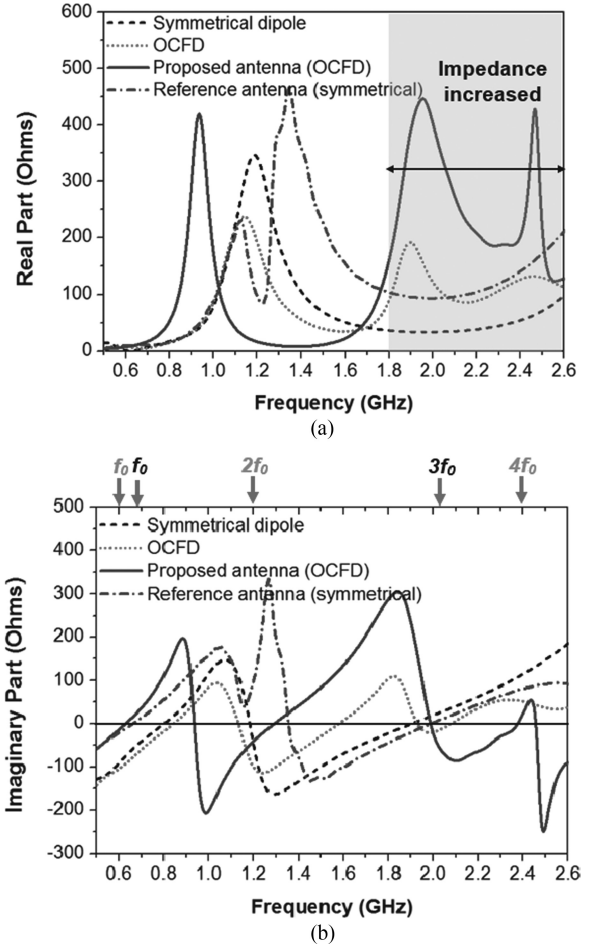 600
500
400
300
200
100
0
Real Part (Ohms)
Symmetrical dipole
OCFD
Proposed antenna (OCFD)
Reference antenna (symmetrical)
Impedance
increased
0.6 0.8 1.0 1.2 1.4 1.6 1.8 2.0 2.2 2.4 2.6
Frequency (GHz)
(a)
f0 f0 2f0 3f0 4f0
500
400
300
200
100
0
-100
-200
-300
Imaginary Part (Ohms)
Symmetrical dipole
OCFD
Proposed antenna (OCFD)
Reference antenna (symmetrical)
0.6 0.8 1.0 1.2 1.4 1.6 1.8 2.0 2.2 2.4 2.6
Frequency (GHz)
(b)